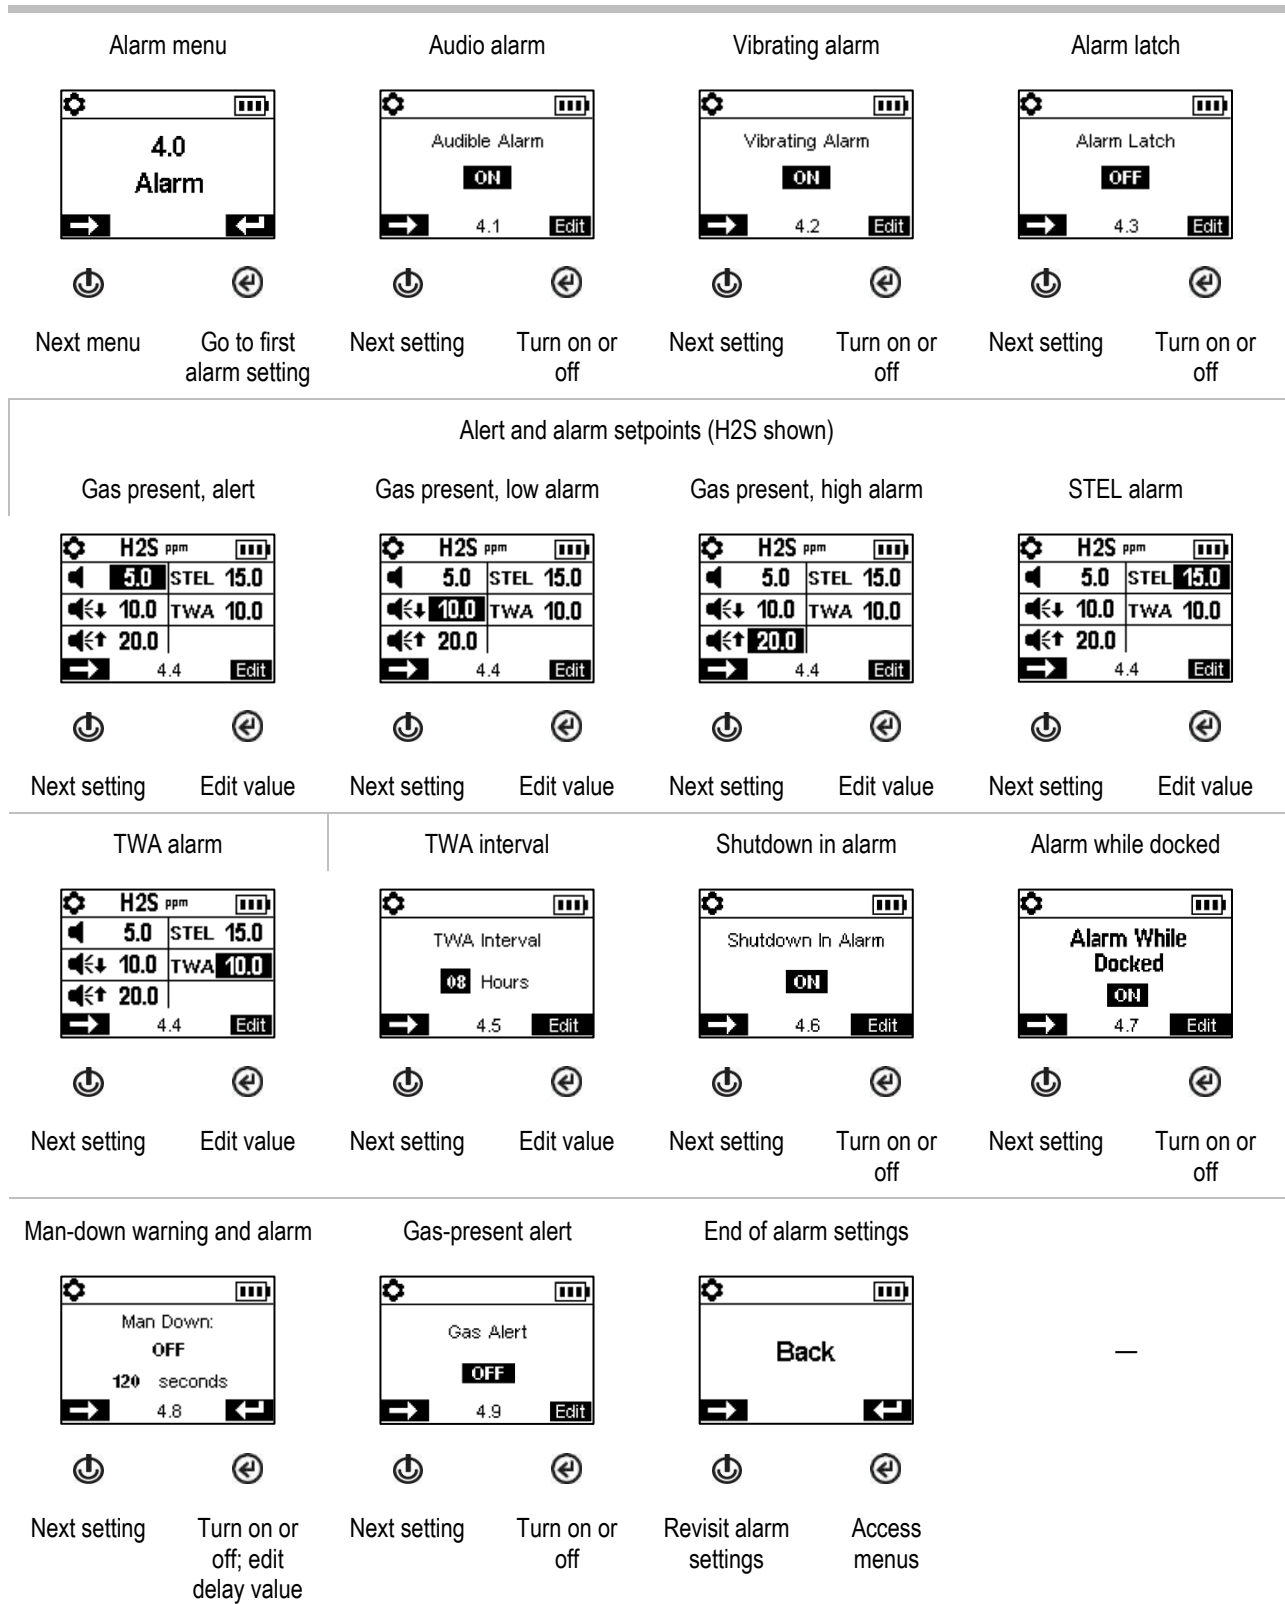 Alarm menu
Audio alarm
Vibrating alarm
Alarm latch
4.0
Alarm
Audible Alarm
ON
4.1 Edit
Vibrating Alarm
ON
4.2 Edit
Alarm Latch
OFF
4.3 Edit
Next menu
Go to first
alarm setting
Next setting
Turn on or
off
Next setting
Turn on or
off
Next setting
Turn on or
off
Alert and alarm setpoints (H2S shown)
Gas present, alert
Gas present, low alarm
Gas present, high alarm
STEL alarm
H2S ppm
5.0 STEL 15.0
10.0 TWA 10.0
20.0
4.4 Edit
H2S ppm
5.0 STEL 15.0
10.0 TWA 10.0
20.0
4.4 Edit
H2S ppm
5.0 STEL 15.0
10.0 TWA 10.0
20.0
4.4 Edit
H2S ppm
5.0 STEL 15.0
10.0 TWA 10.0
20.0
4.4 Edit
Next setting
Edit value
Next setting
Edit value
Next setting
Edit value
Next setting
Edit value
TWA alarm
TWA interval
Shutdown in alarm
Alarm while docked
H2S ppm
5.0 STEL 15.0
10.0 TWA 10.0
20.0
4.4 Edit
TWA Interval
08 Hours
4.5 Edit
Shutdown In Alarm
ON
4.6 Edit
Alarm While
Docked
ON
4.7 Edit
Next setting
Edit value
Next setting
Edit value
Next setting
Turn on or
off
Next setting
Turn on or
off
Man-down warning and alarm
Gas-present alert
End of alarm settings
Man Down:
OFF
120 seconds
4.8
Gas Alert
OFF
4.9 Edit
Back
—
Next setting
Turn on or
off; edit
delay value
Next setting
Turn on or
off
Revisit alarm
settings
Access
menus